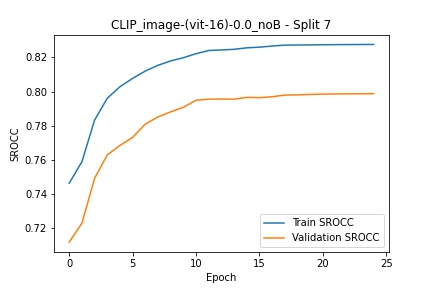 CLIP_image-(vit-16)-0.0_noB - Split 7
SROCC
0.82
0.80
0.78
0.76
0.74
0.72
0
5
10
15
20
25
Epoch
Train SROCC
Validation SROCC